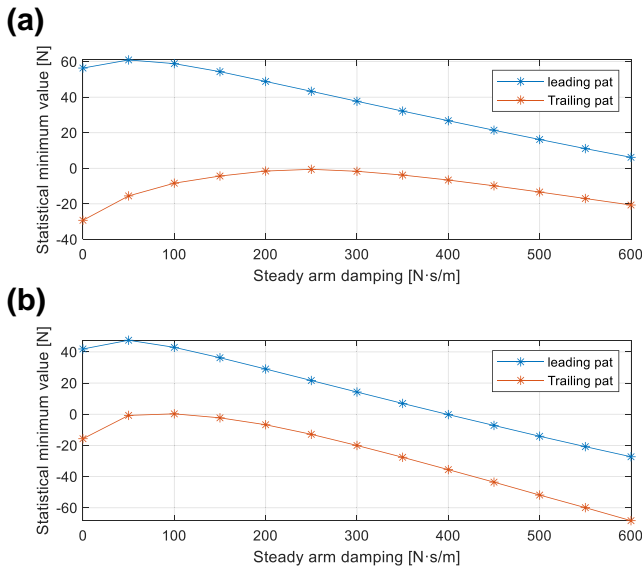 (a)
Statistical minimum value [N]
60
40
20
0
-20
-40
leading pat
Trailing pat
0 100 200 300 400 500 600
Steady arm damping [N·s/m]
(b)
Statistical minimum value [N]
40
20
0
-20
-40
-60
leading pat
Trailing pat
0 100 200 300 400 500 600
Steady arm damping [N·s/m]